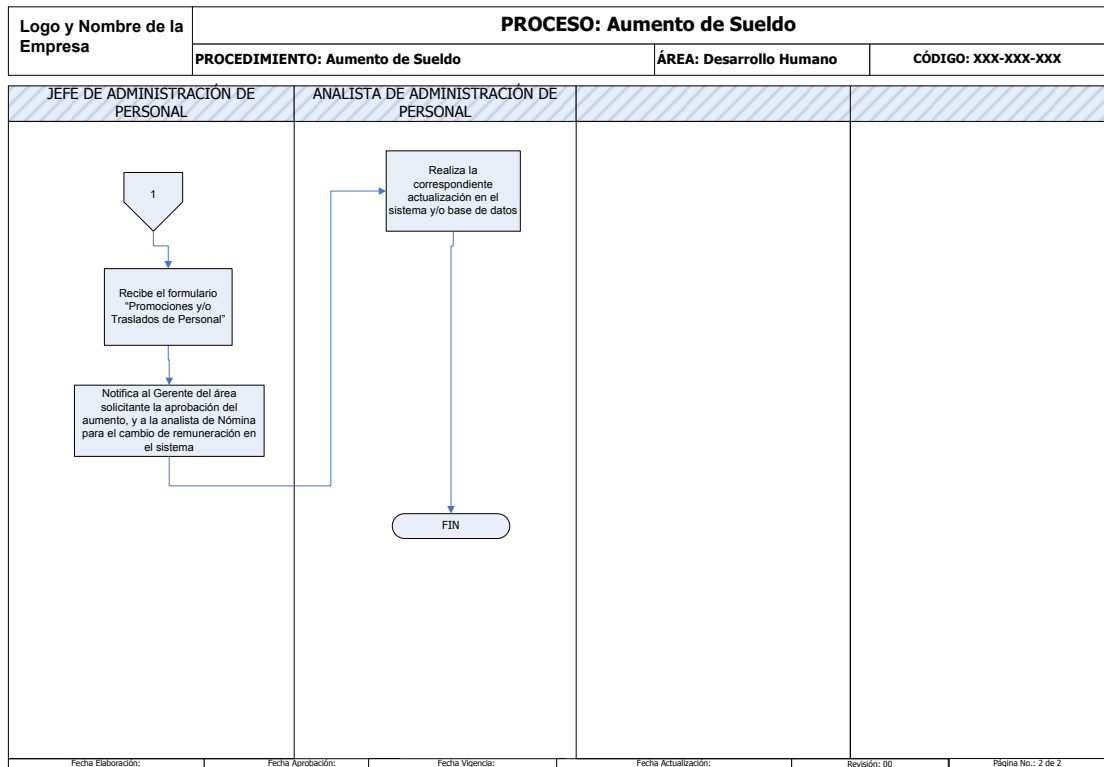 Logo y Nombre de la
Empresa
PROCESO: Aumento de Sueldo
PROCEDIMIENTO: Aumento de Sueldo
ÁREA: Desarrollo Humano
CÓDIGO: XXX-XXX-XXX
JEFE DE ADMINISTRACIÓN DE
PERSONAL
ANALISTA DE ADMINISTRACIÓN DE
PERSONAL
1
Recibe el formulario
“Promociones y/o
Traslados de Personal”
Notifica al Gerente del área
solicitante la aprobación del
aumento, y a la analista de Nómina
para el cambio de remuneración en
el sistema
Realiza la
correspondiente
actualización en el
sistema y/o base de datos
FIN
Fecha Elaboración:
Fecha Aprobación:
Fecha Vigencia:
Fecha Actualización:
Revisión: 00
Página No.: 2 de 2